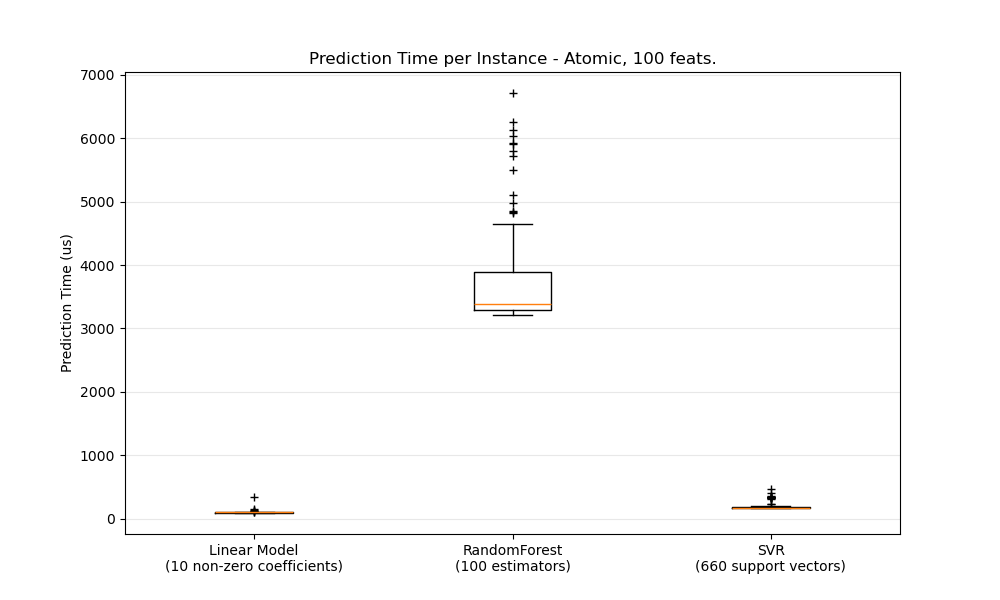 Prediction Time per Instance - Atomic, 100 feats.
Prediction Time (us)
7000
6000
5000
4000
3000
2000
1000
0
Linear Model
(10 non-zero coefficients)
RandomForest
(100 estimators)
SVR
(660 support vectors)